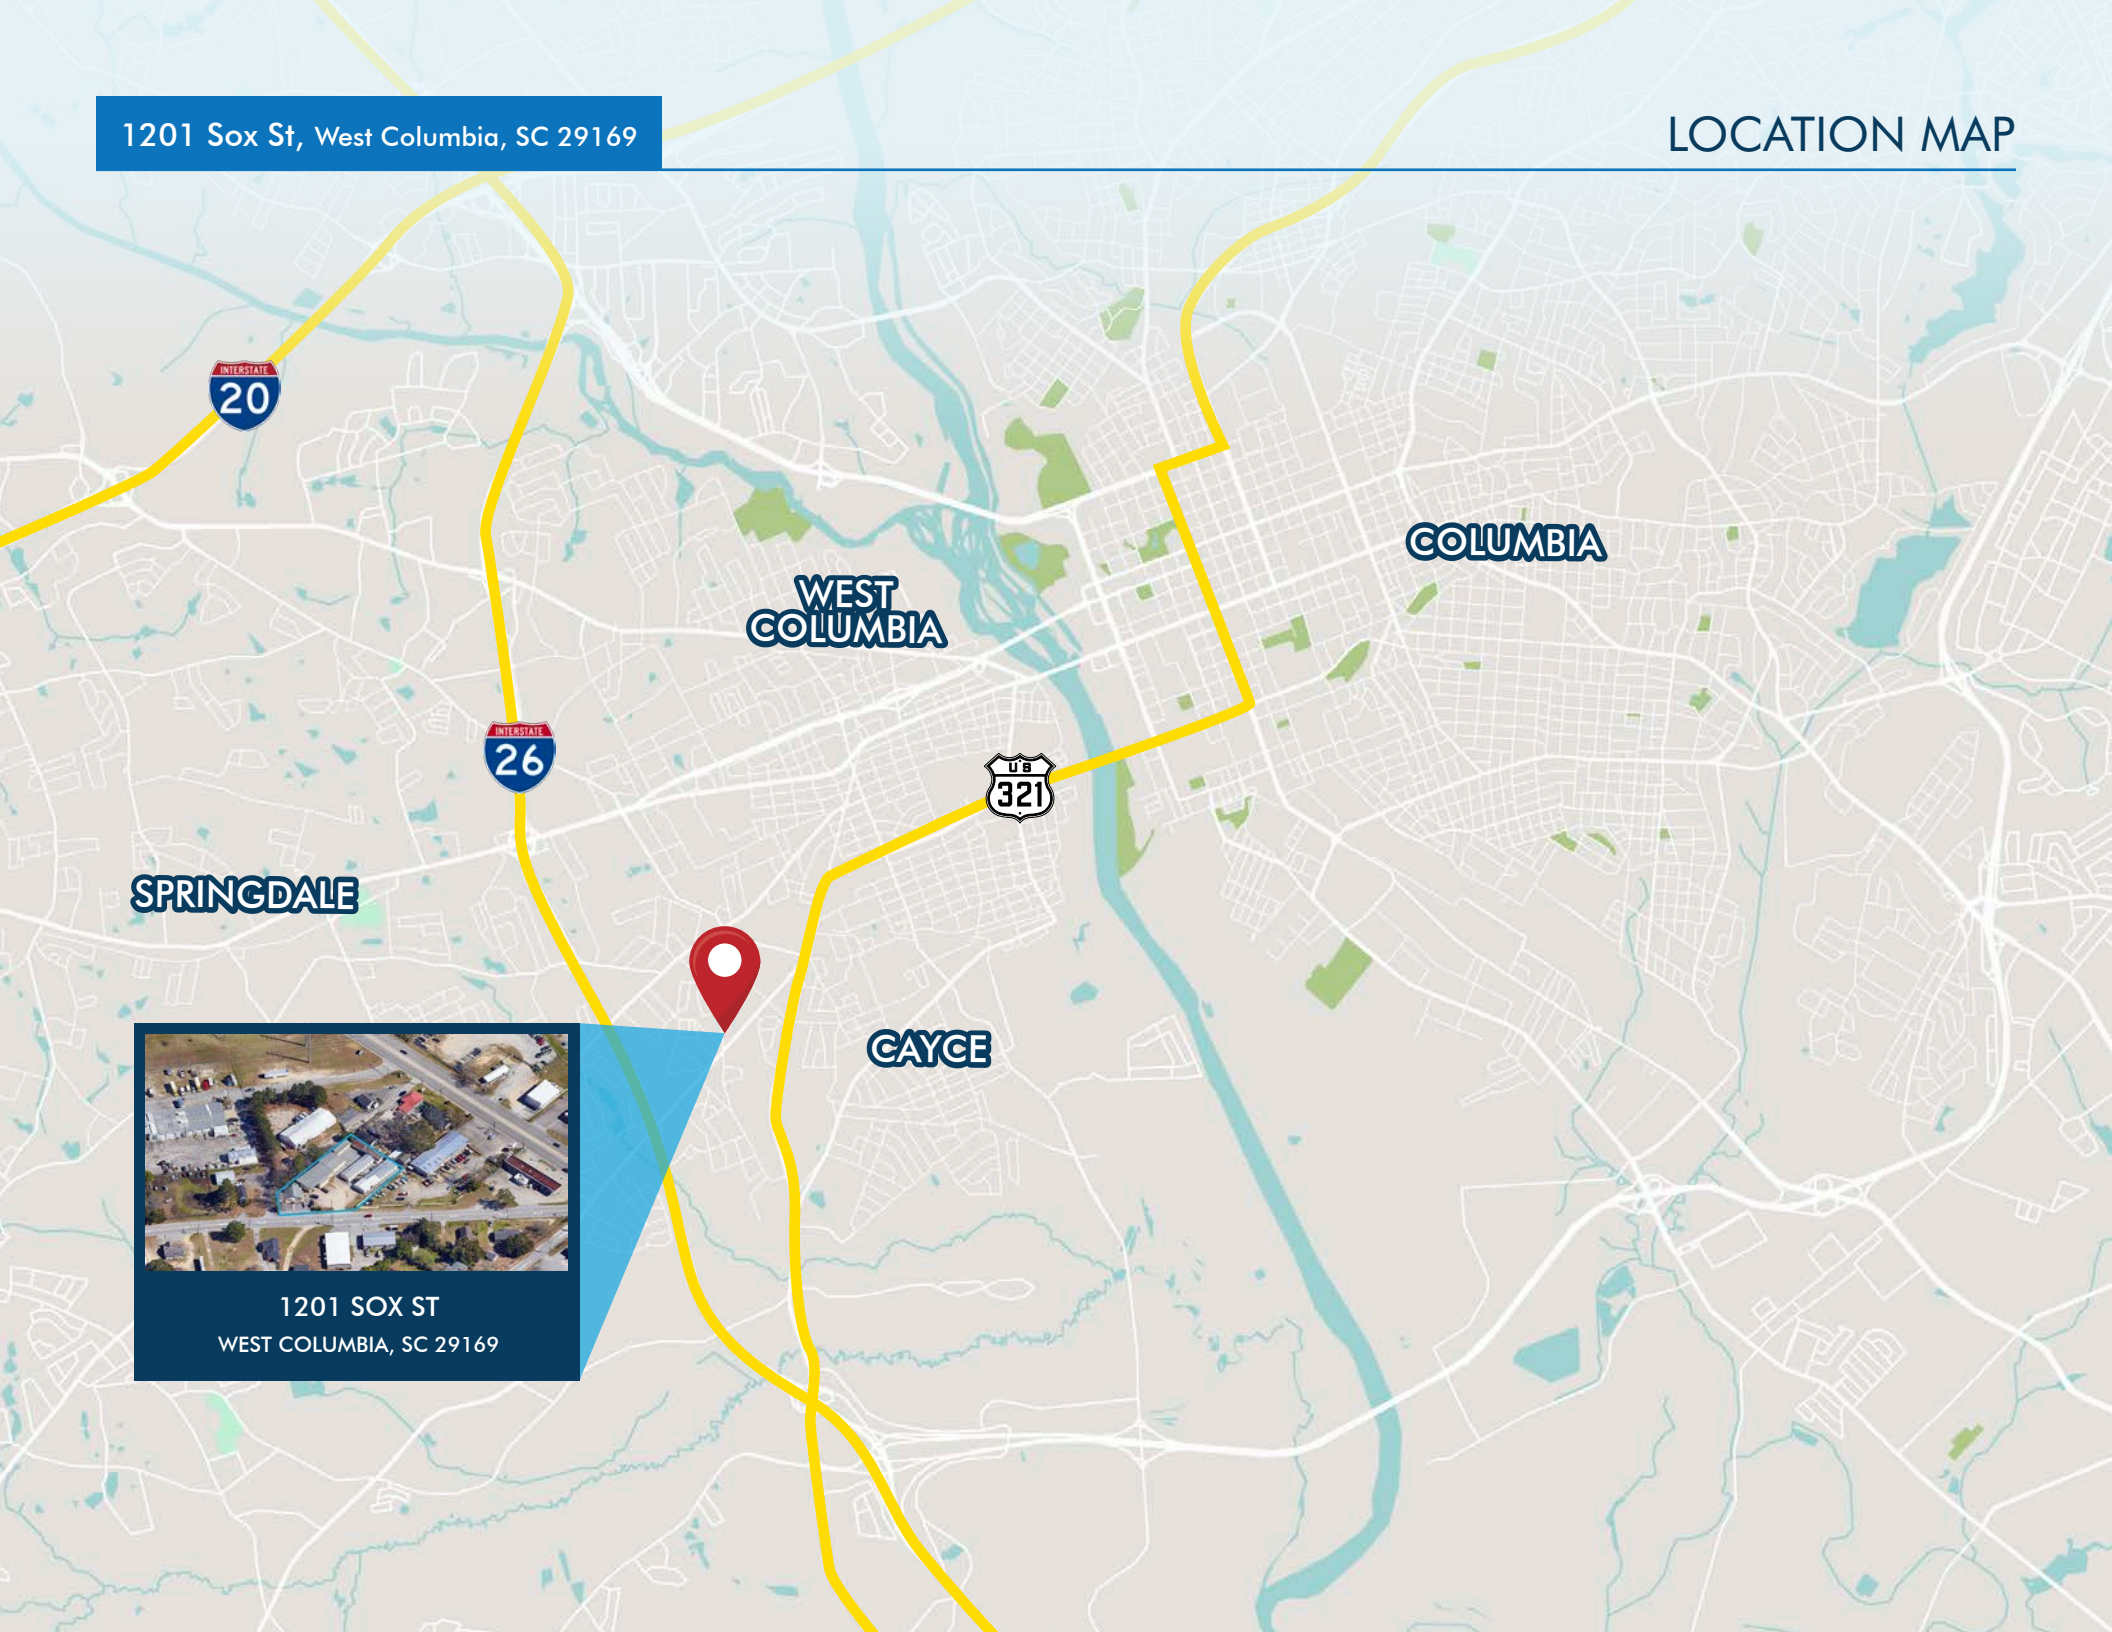 1201 Sox St, West Columbia, SC 29169
LOCATION MAP
INTERSTATE
20
COLUMBIA
WEST
COLUMBIA
INTERSTATE
26
US
321
SPRINGDALE
CAYCE
1201 SOX ST
WEST COLUMBIA, SC 29169